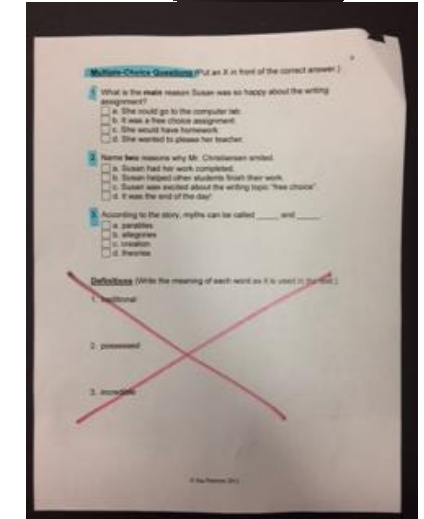 Multiple-Choice Questions (Put an X in front of the correct answer.)
1. What is the main reason Susan was so happy about the writing
assignment?
a. She could go to the computer lab.
b. It was a free choice assignment.
c. She would have homework.
d. She wanted to please her teacher.
2. Name two reasons why Mr. Christiansen smiled.
a. Susan had her work completed.
b. Susan helped other students finish their work.
c. Susan was excited about the writing topic "free choice".
d. It was the end of the day!
3. According to the story, myths can be called _____ and _____.
a. parables
b. allegories
c. creation
d. theories
Definitions (Write the meaning of each word as it is used in the text.)
1. traditional
2. possessed
3. incredible